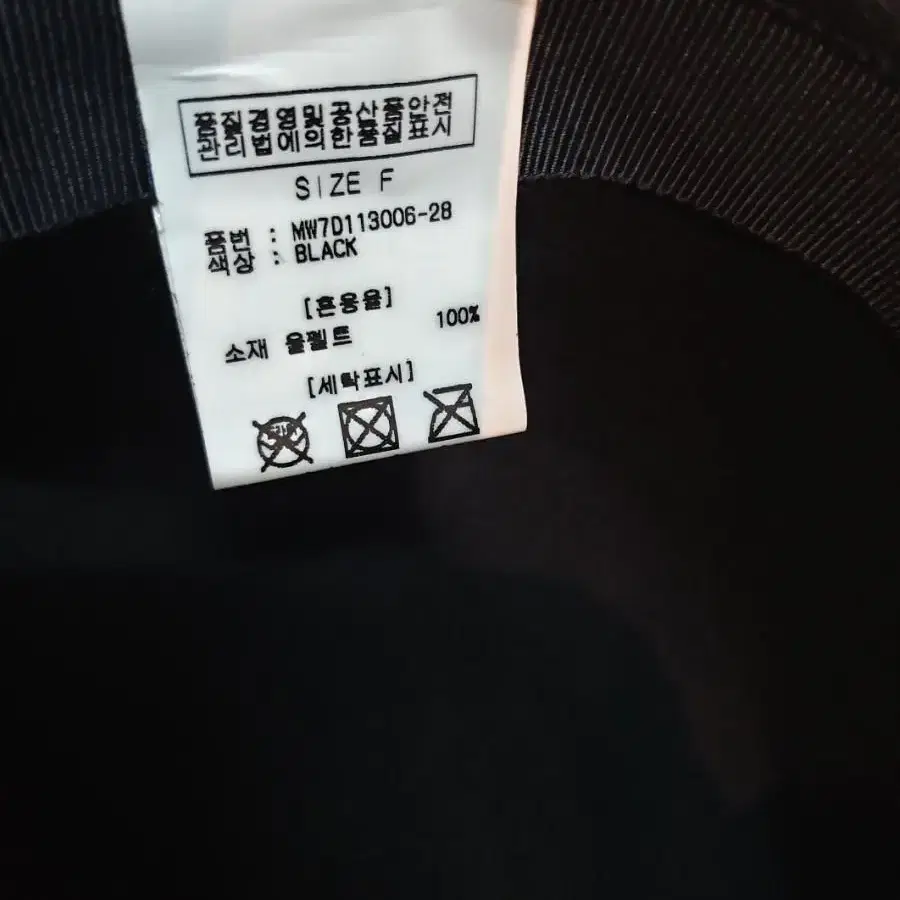 품질경영및공산품안전
관리법에의한품질표시
SIZE F
품번 : MW7D113006-28
색상 : BLACK
[혼용율]
소재 울펠트 100%
[세탁표시]